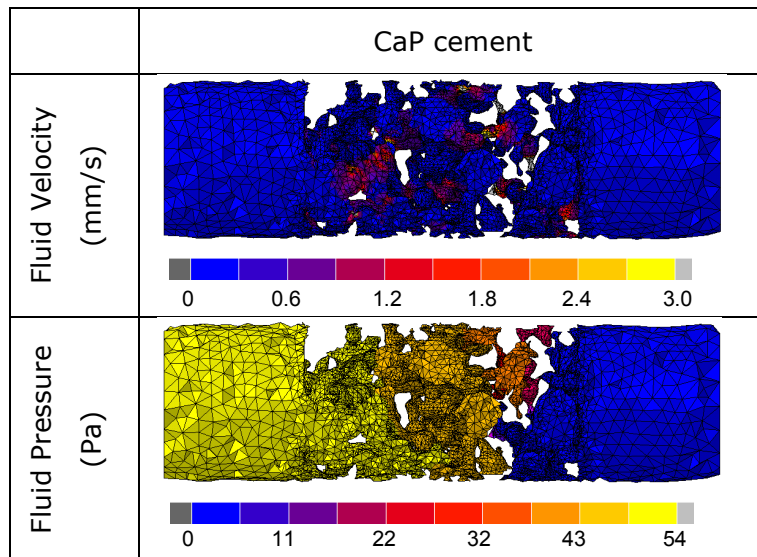 CaP cement
Fluid Velocity
(mm/s)
0 0.6 1.2 1.8 2.4 3.0
Fluid Pressure
(Pa)
0 11 22 32 43 54